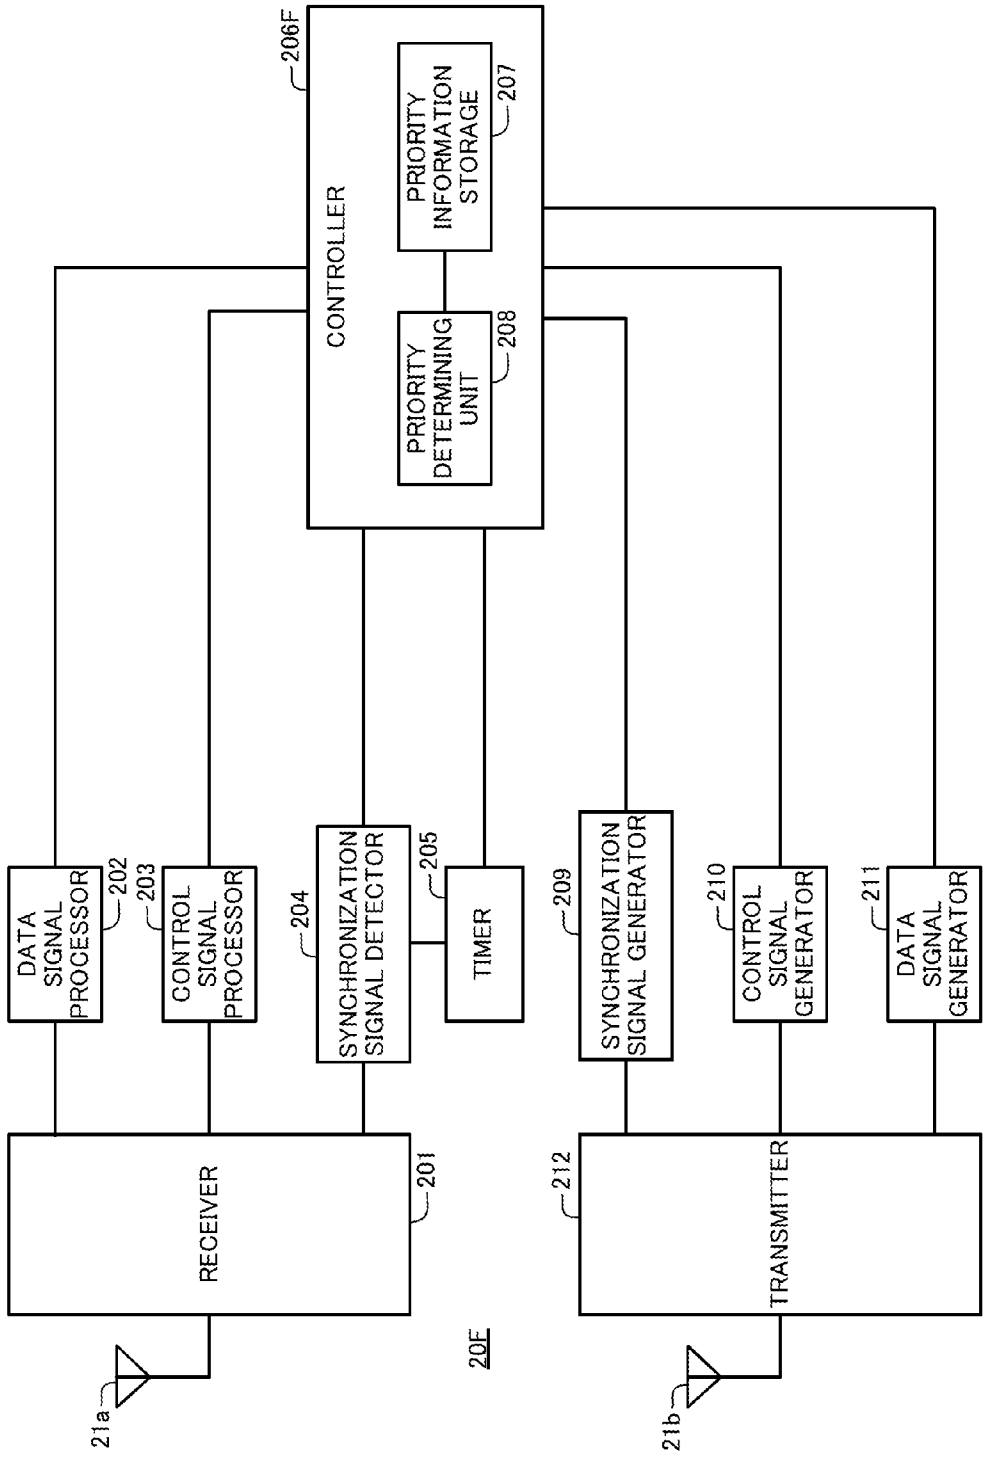 21a
RECEIVER
201
DATA
SIGNAL
PROCESSOR
202
CONTROL
SIGNAL
PROCESSOR
203
SYNCHRONIZATION
SIGNAL DETECTOR
204
TIMER
205
CONTROLLER
206F
PRIORITY
DETERMINING
UNIT
208
PRIORITY
INFORMATION
STORAGE
207
20F
21b
TRANSMITTER
212
SYNCHRONIZATION
SIGNAL GENERATOR
209
CONTROL
SIGNAL
GENERATOR
210
DATA
SIGNAL
GENERATOR
211